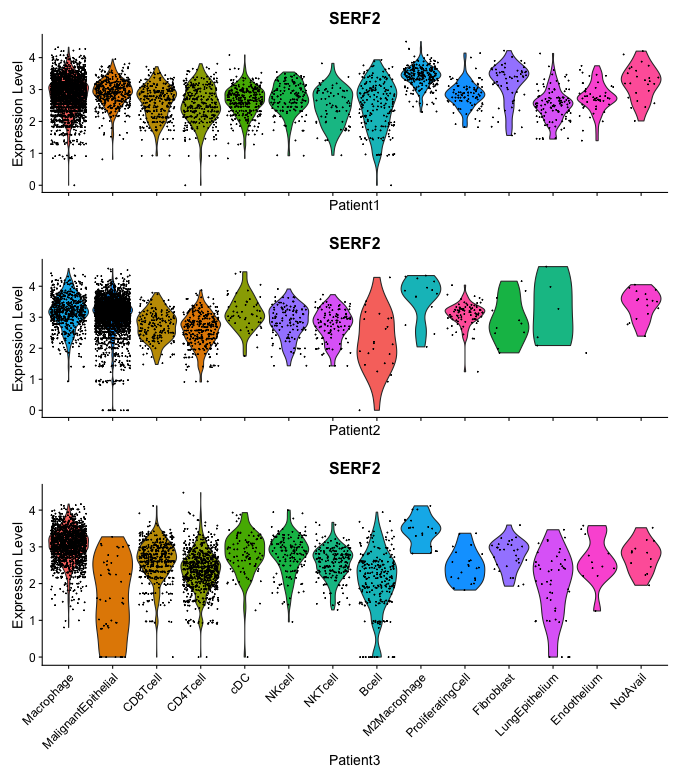 SERF2
Expression Level
4
3
2
1
0
Patient1
SERF2
Expression Level
4
3
2
1
0
Patient2
SERF2
Expression Level
4
3
2
1
0
Macrophage
MalignantEpithelial
CD8Tcell
CD4Tcell
cDC
NKcell
NKTcell
Bcell
M2Macrophage
ProliferatingCell
Fibroblast
LungEpithelium
Endothelium
NotAvail
Patient3